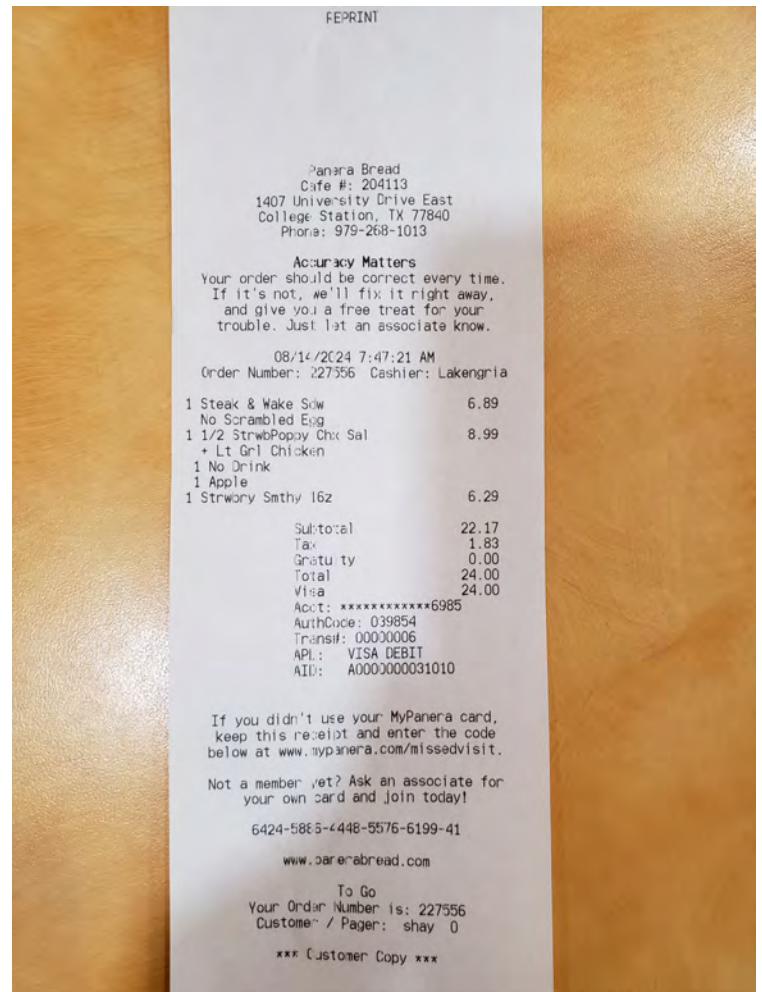 REPRINT
Panera Bread
Cafe #: 204113
1407 University Drive East
College Station, TX 77840
Phone: 979-268-1013
Accuracy Matters
Your order should be correct every time.
If it's not, we'll fix it right away,
and give you a free treat for your
trouble. Just let an associate know.
08/14/2024 7:47:21 AM
Order Number: 227556 Cashier: Lakengria
1 Steak & Wake Sdw 6.89
No Scrambled Egg
1 1/2 StrwbPoppy Chx Sal 8.99
+ Lt Grl Chicken
1 No Drink
1 Apple
1 Strwbry Smthy 16z 6.29
Subtotal 22.17
Tax 1.83
Gratuity 0.00
Total 24.00
Visa 24.00
Acct: ************6985
AuthCode: 039854
Trans#: 00000006
APL: VISA DEBIT
AID: A0000000031010
If you didn't use your MyPanera card,
keep this receipt and enter the code
below at www.mypanera.com/missedvisit.
Not a member yet? Ask an associate for
your own card and join today!
6424-5886-4448-5576-6199-41
www.panerabread.com
To Go
Your Order Number is: 227556
Customer / Pager: shay 0
*** Customer Copy ***